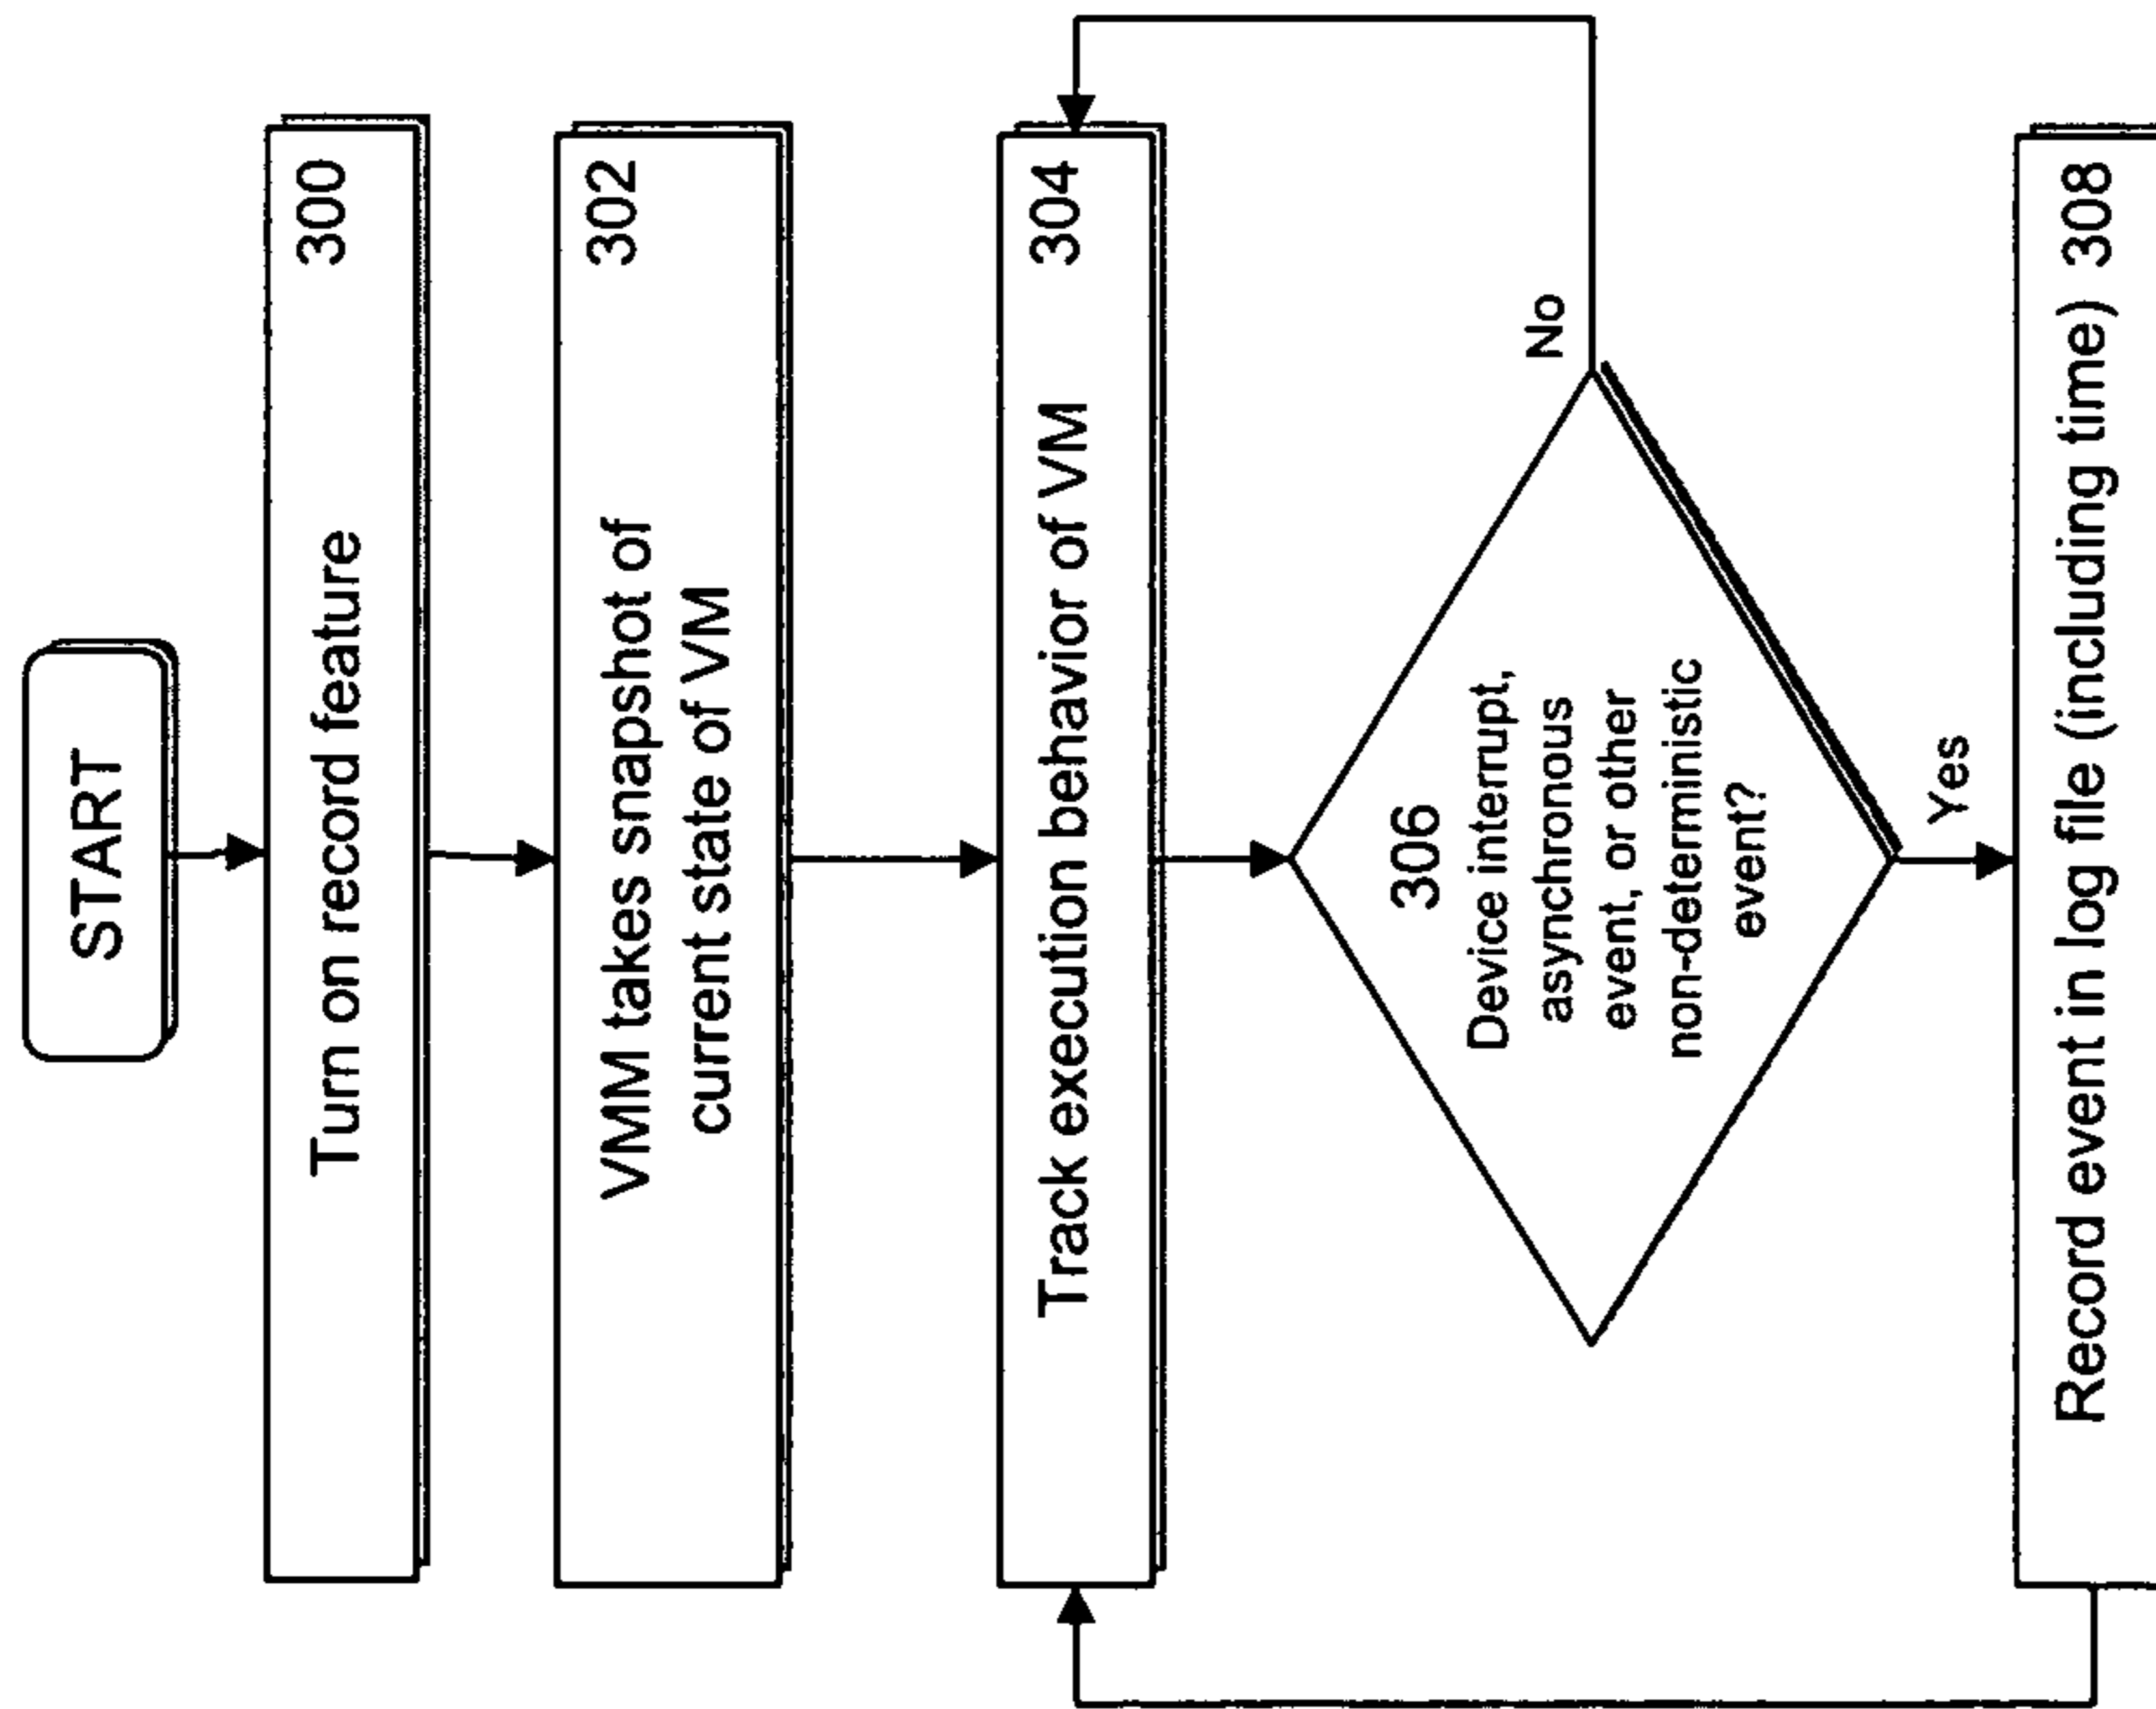 START
Turn on record feature 300
VMM takes snapshot of 302
current state of VM
Track execution behavior of VM 304
306
Device interrupt,
asynchronous
event, or other
non-deterministic
event?
No
Yes
Record event in log file (including time) 308